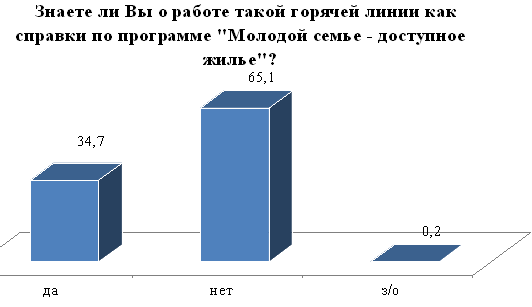 Знаете ли Вы о работе такой горячей линии как
справки по программе "Молодой семье - доступное
жилье"?
65,1
34,7
0,2
да нет з/о